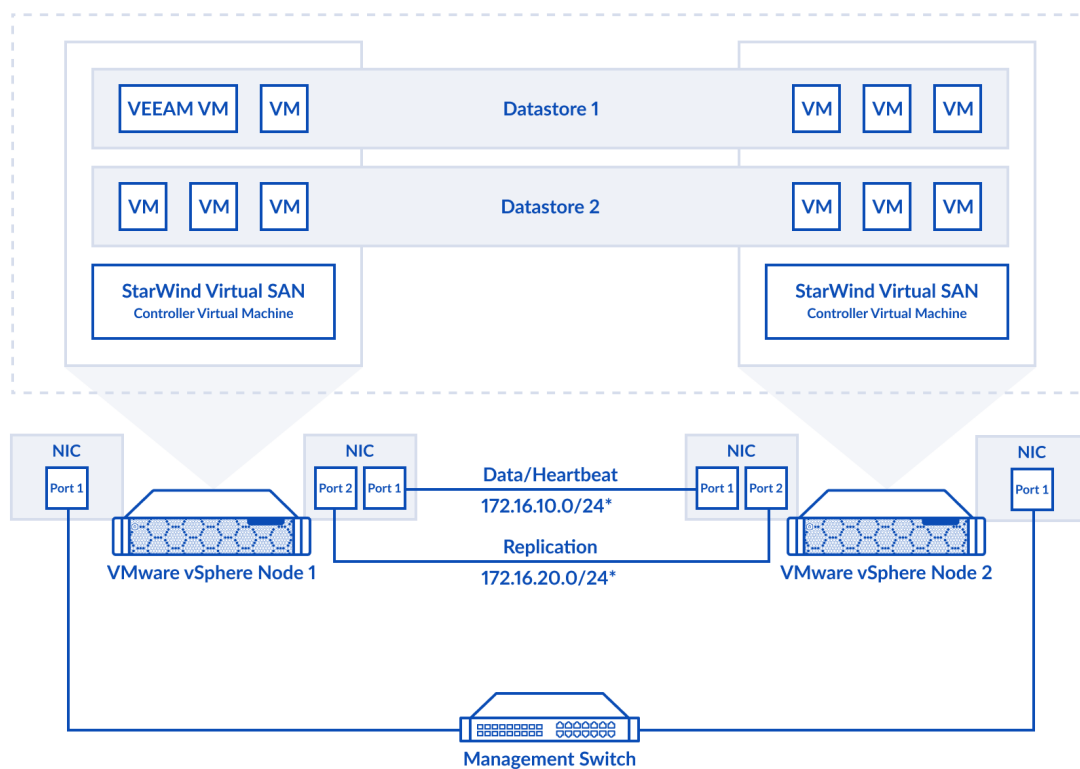 VEEAM VM
VM
Datastore 1
VM
VM
VM
VM
VM
VM
Datastore 2
VM
VM
VM
StarWind Virtual SAN
Controller Virtual Machine
StarWind Virtual SAN
Controller Virtual Machine
NIC
Port 1
NIC
Port 2
Port 1
Data/Heartbeat
172.16.10.0/24*
Replication
172.16.20.0/24*
NIC
Port 1
Port 2
NIC
Port 1
VMware vSphere Node 1
VMware vSphere Node 2
Management Switch